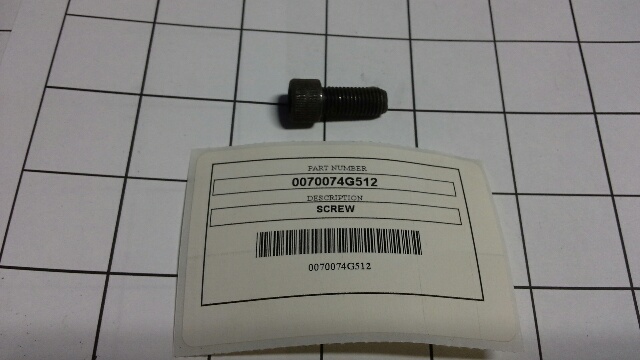 PART NUMBER
0070074G512
DESCRIPTION
SCREW
0070074G512